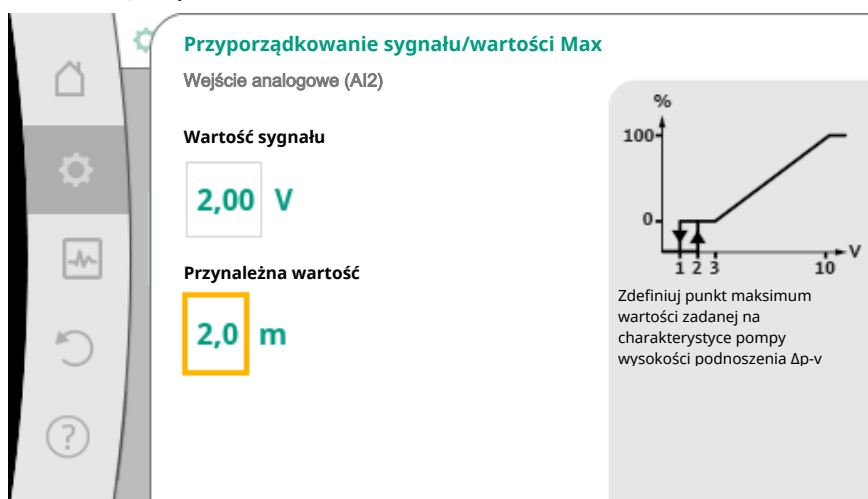 Przyporządkowanie sygnału/wartości Max
Wejście analogowe (AI2)
Wartość sygnału
2,00 V
Przynależna wartość
2,0 m
%
100
0
1 2 3 10 V
Zdefiniuj punkt maksimum
wartości zadanej na
charakterystyce pompy
wysokości podnoszenia Δp-v
?